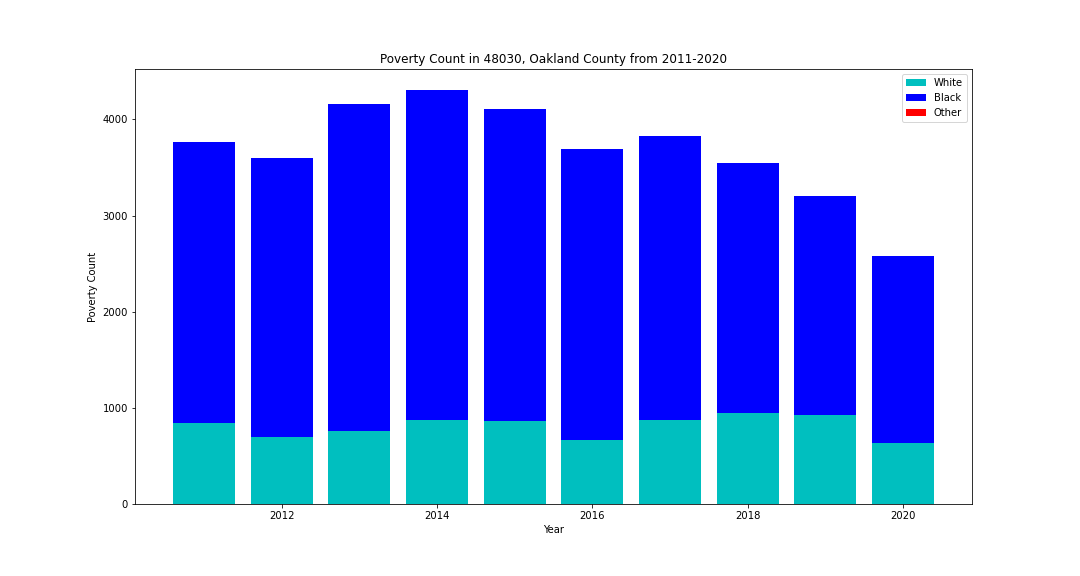 Poverty Count in 48030, Oakland County from 2011-2020
White
Black
Other
4000
3000
2000
1000
0
Poverty Count
2012
2014
2016
2018
2020
Year